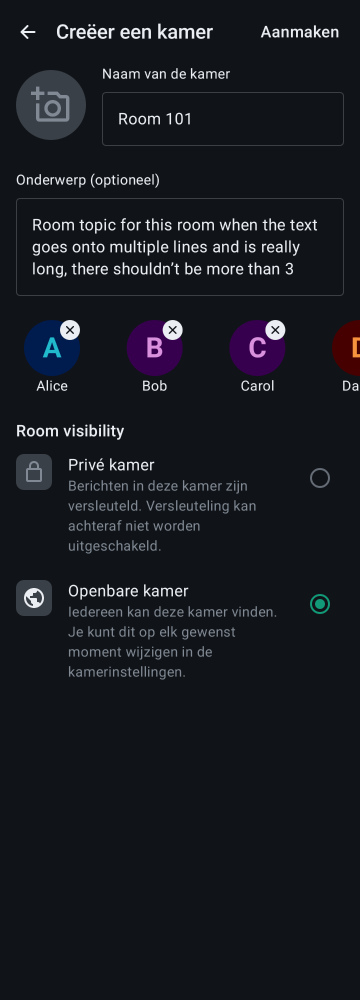 Creëer een kamer
Aanmaken
Naam van de kamer
Room 101
Onderwerp (optioneel)
Room topic for this room when the text
goes onto multiple lines and is really
long, there shouldn’t be more than 3
A
B
C
Alice
Bob
Carol
Da
Room visibility
Privé kamer
Berichten in deze kamer zijn
versleuteld. Versleuteling kan
achteraf niet worden
uitgeschakeld.
Openbare kamer
Iedereen kan deze kamer vinden.
Je kunt dit op elk gewenst
moment wijzigen in de
kamerinstellingen.